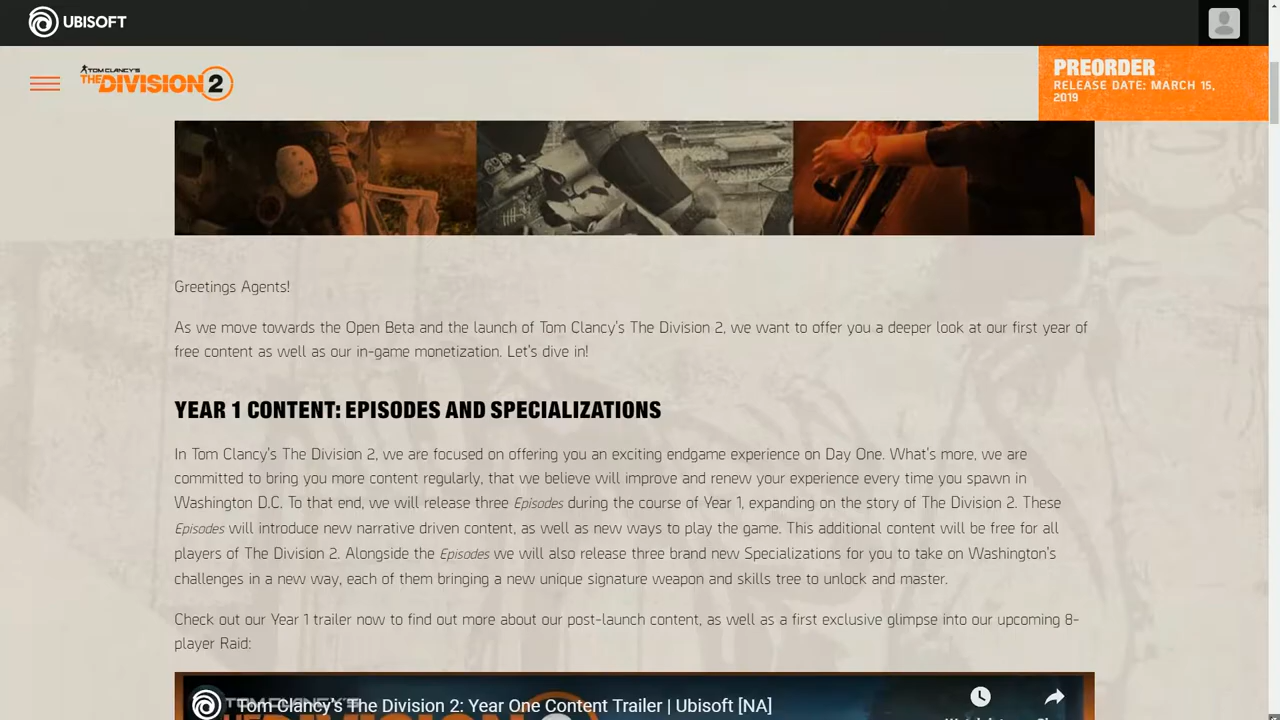 UBISOFT
TOM CLANCY'S
THE DIVISION 2
PREORDER
RELEASE DATE: MARCH 15,
2019
Greetings Agents!
As we move towards the Open Beta and the launch of Tom Clancy's The Division 2, we want to offer you a deeper look at our first year of
free content as well as our in-game monetization. Let's dive in!
YEAR 1 CONTENT: EPISODES AND SPECIALIZATIONS
In Tom Clancy's The Division 2, we are focused on offering you an exciting endgame experience on Day One. What's more, we are
committed to bring you more content regularly, that we believe will improve and renew your experience every time you spawn in
Washington D.C. To that end, we will release three Episodes during the course of Year 1, expanding on the story of The Division 2. These
Episodes will introduce new narrative driven content, as well as new ways to play the game. This additional content will be free for all
players of The Division 2. Alongside the Episodes we will also release three brand new Specializations for you to take on Washington's
challenges in a new way, each of them bringing a new unique signature weapon and skills tree to unlock and master.
Check out our Year 1 trailer now to find out more about our post-launch content, as well as a first exclusive glimpse into our upcoming 8-
player Raid:
Tom Clancy's The Division 2: Year One Content Trailer | Ubisoft [NA]